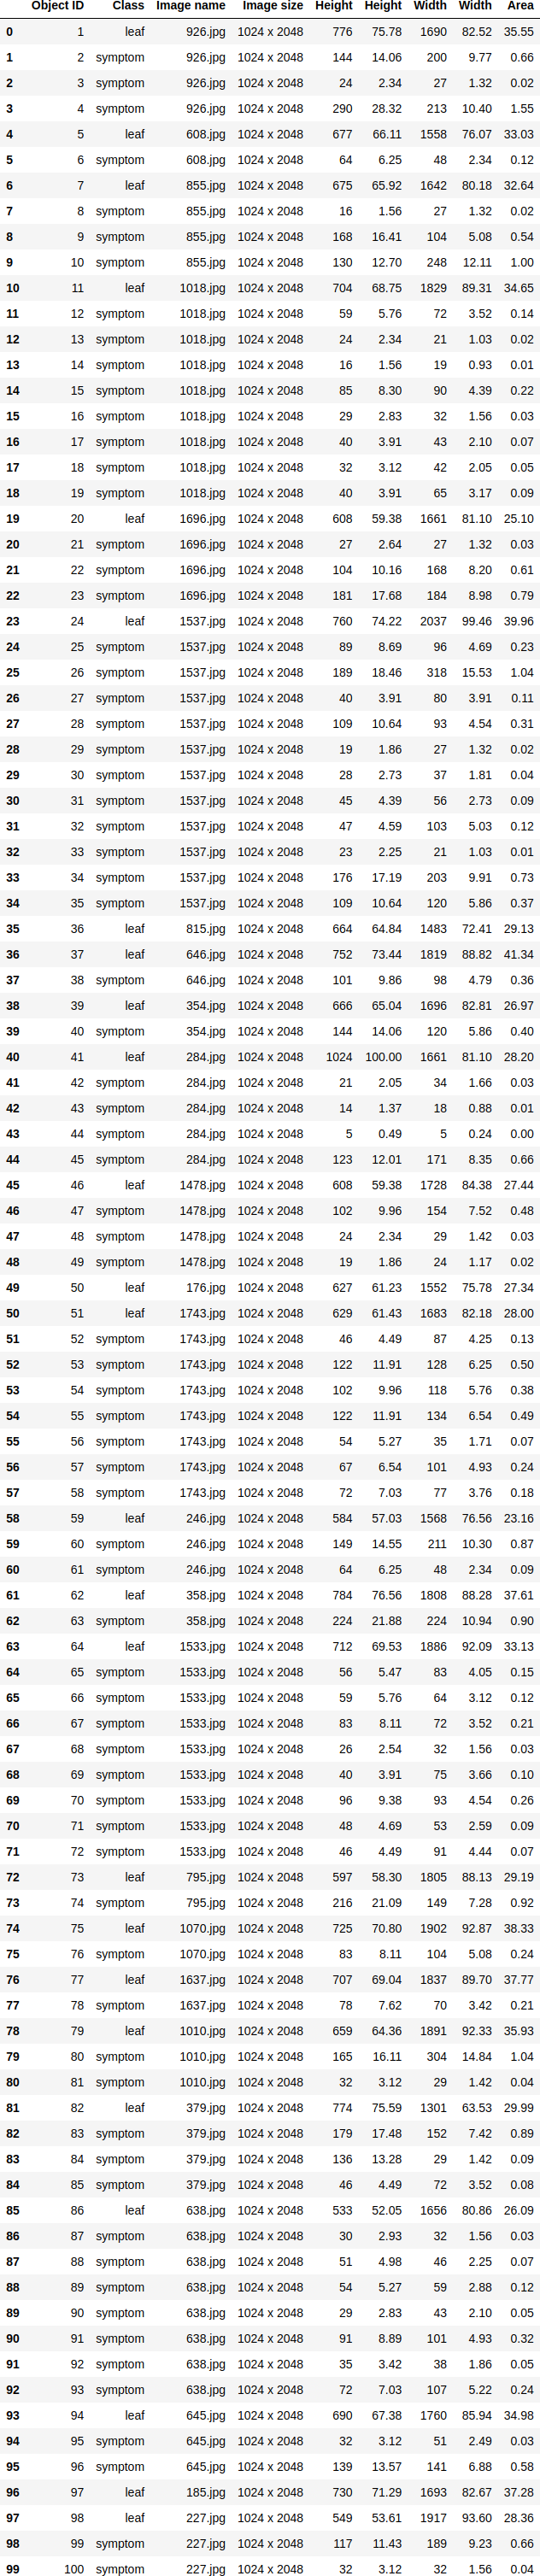 Object ID Class Image name Image size Height Height Width Width Area
0 1 leaf 926.jpg 1024 x 2048 776 75.78 1690 82.52 35.55
1 2 symptom 926.jpg 1024 x 2048 144 14.06 200 9.77 0.66
2 3 symptom 926.jpg 1024 x 2048 24 2.34 27 1.32 0.02
3 4 symptom 926.jpg 1024 x 2048 290 28.32 213 10.40 1.55
4 5 leaf 608.jpg 1024 x 2048 677 66.11 1558 76.07 33.03
5 6 symptom 608.jpg 1024 x 2048 64 6.25 48 2.34 0.12
6 7 leaf 855.jpg 1024 x 2048 675 65.92 1642 80.18 32.64
7 8 symptom 855.jpg 1024 x 2048 16 1.56 27 1.32 0.02
8 9 symptom 855.jpg 1024 x 2048 168 16.41 104 5.08 0.54
9 10 symptom 855.jpg 1024 x 2048 130 12.70 248 12.11 1.00
10 11 leaf 1018.jpg 1024 x 2048 704 68.75 1829 89.31 34.65
11 12 symptom 1018.jpg 1024 x 2048 59 5.76 72 3.52 0.14
12 13 symptom 1018.jpg 1024 x 2048 24 2.34 21 1.03 0.02
13 14 symptom 1018.jpg 1024 x 2048 16 1.56 19 0.93 0.01
14 15 symptom 1018.jpg 1024 x 2048 85 8.30 90 4.39 0.22
15 16 symptom 1018.jpg 1024 x 2048 29 2.83 32 1.56 0.03
16 17 symptom 1018.jpg 1024 x 2048 40 3.91 43 2.10 0.07
17 18 symptom 1018.jpg 1024 x 2048 32 3.12 42 2.05 0.05
18 19 symptom 1018.jpg 1024 x 2048 40 3.91 65 3.17 0.09
19 20 leaf 1696.jpg 1024 x 2048 608 59.38 1661 81.10 25.10
20 21 symptom 1696.jpg 1024 x 2048 27 2.64 27 1.32 0.03
21 22 symptom 1696.jpg 1024 x 2048 104 10.16 168 8.20 0.61
22 23 symptom 1696.jpg 1024 x 2048 181 17.68 184 8.98 0.79
23 24 leaf 1537.jpg 1024 x 2048 760 74.22 2037 99.46 39.96
24 25 symptom 1537.jpg 1024 x 2048 89 8.69 96 4.69 0.23
25 26 symptom 1537.jpg 1024 x 2048 189 18.46 318 15.53 1.04
26 27 symptom 1537.jpg 1024 x 2048 40 3.91 80 3.91 0.11
27 28 symptom 1537.jpg 1024 x 2048 109 10.64 93 4.54 0.31
28 29 symptom 1537.jpg 1024 x 2048 19 1.86 27 1.32 0.02
29 30 symptom 1537.jpg 1024 x 2048 28 2.73 37 1.81 0.04
30 31 symptom 1537.jpg 1024 x 2048 45 4.39 56 2.73 0.09
31 32 symptom 1537.jpg 1024 x 2048 47 4.59 103 5.03 0.12
32 33 symptom 1537.jpg 1024 x 2048 23 2.25 21 1.03 0.01
33 34 symptom 1537.jpg 1024 x 2048 176 17.19 203 9.91 0.73
34 35 symptom 1537.jpg 1024 x 2048 109 10.64 120 5.86 0.37
35 36 leaf 815.jpg 1024 x 2048 664 64.84 1483 72.41 29.13
36 37 leaf 646.jpg 1024 x 2048 752 73.44 1819 88.82 41.34
37 38 symptom 646.jpg 1024 x 2048 101 9.86 98 4.79 0.36
38 39 leaf 354.jpg 1024 x 2048 666 65.04 1696 82.81 26.97
39 40 symptom 354.jpg 1024 x 2048 144 14.06 120 5.86 0.40
40 41 leaf 284.jpg 1024 x 2048 1024 100.00 1661 81.10 28.20
41 42 symptom 284.jpg 1024 x 2048 21 2.05 34 1.66 0.03
42 43 symptom 284.jpg 1024 x 2048 14 1.37 18 0.88 0.01
43 44 symptom 284.jpg 1024 x 2048 5 0.49 5 0.24 0.00
44 45 symptom 284.jpg 1024 x 2048 123 12.01 171 8.35 0.66
45 46 leaf 1478.jpg 1024 x 2048 608 59.38 1728 84.38 27.44
46 47 symptom 1478.jpg 1024 x 2048 102 9.96 154 7.52 0.48
47 48 symptom 1478.jpg 1024 x 2048 24 2.34 29 1.42 0.03
48 49 symptom 1478.jpg 1024 x 2048 19 1.86 24 1.17 0.02
49 50 leaf 176.jpg 1024 x 2048 627 61.23 1552 75.78 27.34
50 51 leaf 1743.jpg 1024 x 2048 629 61.43 1683 82.18 28.00
51 52 symptom 1743.jpg 1024 x 2048 46 4.49 87 4.25 0.13
52 53 symptom 1743.jpg 1024 x 2048 122 11.91 128 6.25 0.50
53 54 symptom 1743.jpg 1024 x 2048 102 9.96 118 5.76 0.38
54 55 symptom 1743.jpg 1024 x 2048 122 11.91 134 6.54 0.49
55 56 symptom 1743.jpg 1024 x 2048 54 5.27 35 1.71 0.07
56 57 symptom 1743.jpg 1024 x 2048 67 6.54 101 4.93 0.24
57 58 symptom 1743.jpg 1024 x 2048 72 7.03 77 3.76 0.18
58 59 leaf 246.jpg 1024 x 2048 584 57.03 1568 76.56 23.16
59 60 symptom 246.jpg 1024 x 2048 149 14.55 211 10.30 0.87
60 61 symptom 246.jpg 1024 x 2048 64 6.25 48 2.34 0.09
61 62 leaf 358.jpg 1024 x 2048 784 76.56 1808 88.28 37.61
62 63 symptom 358.jpg 1024 x 2048 224 21.88 224 10.94 0.90
63 64 leaf 1533.jpg 1024 x 2048 712 69.53 1886 92.09 33.13
64 65 symptom 1533.jpg 1024 x 2048 56 5.47 83 4.05 0.15
65 66 symptom 1533.jpg 1024 x 2048 59 5.76 64 3.12 0.12
66 67 symptom 1533.jpg 1024 x 2048 83 8.11 72 3.52 0.21
67 68 symptom 1533.jpg 1024 x 2048 26 2.54 32 1.56 0.03
68 69 symptom 1533.jpg 1024 x 2048 40 3.91 75 3.66 0.10
69 70 symptom 1533.jpg 1024 x 2048 96 9.38 93 4.54 0.26
70 71 symptom 1533.jpg 1024 x 2048 48 4.69 53 2.59 0.09
71 72 symptom 1533.jpg 1024 x 2048 46 4.49 91 4.44 0.07
72 73 leaf 795.jpg 1024 x 2048 597 58.30 1805 88.13 29.19
73 74 symptom 795.jpg 1024 x 2048 216 21.09 149 7.28 0.92
74 75 leaf 1070.jpg 1024 x 2048 725 70.80 1902 92.87 38.33
75 76 symptom 1070.jpg 1024 x 2048 83 8.11 104 5.08 0.24
76 77 leaf 1637.jpg 1024 x 2048 707 69.04 1837 89.70 37.77
77 78 symptom 1637.jpg 1024 x 2048 78 7.62 70 3.42 0.21
78 79 leaf 1010.jpg 1024 x 2048 659 64.36 1891 92.33 35.93
79 80 symptom 1010.jpg 1024 x 2048 165 16.11 304 14.84 1.04
80 81 symptom 1010.jpg 1024 x 2048 32 3.12 29 1.42 0.04
81 82 leaf 379.jpg 1024 x 2048 774 75.59 1301 63.53 29.99
82 83 symptom 379.jpg 1024 x 2048 179 17.48 152 7.42 0.89
83 84 symptom 379.jpg 1024 x 2048 136 13.28 29 1.42 0.09
84 85 symptom 379.jpg 1024 x 2048 46 4.49 72 3.52 0.08
85 86 leaf 638.jpg 1024 x 2048 533 52.05 1656 80.86 26.09
86 87 symptom 638.jpg 1024 x 2048 30 2.93 32 1.56 0.03
87 88 symptom 638.jpg 1024 x 2048 51 4.98 46 2.25 0.07
88 89 symptom 638.jpg 1024 x 2048 54 5.27 59 2.88 0.12
89 90 symptom 638.jpg 1024 x 2048 29 2.83 43 2.10 0.05
90 91 symptom 638.jpg 1024 x 2048 91 8.89 101 4.93 0.32
91 92 symptom 638.jpg 1024 x 2048 35 3.42 38 1.86 0.05
92 93 symptom 638.jpg 1024 x 2048 72 7.03 107 5.22 0.24
93 94 leaf 645.jpg 1024 x 2048 690 67.38 1760 85.94 34.98
94 95 symptom 645.jpg 1024 x 2048 32 3.12 51 2.49 0.03
95 96 symptom 645.jpg 1024 x 2048 139 13.57 141 6.88 0.58
96 97 leaf 185.jpg 1024 x 2048 730 71.29 1693 82.67 37.28
97 98 leaf 227.jpg 1024 x 2048 549 53.61 1917 93.60 28.36
98 99 symptom 227.jpg 1024 x 2048 117 11.43 189 9.23 0.66
99 100 symptom 227.jpg 1024 x 2048 32 3.12 32 1.56 0.04